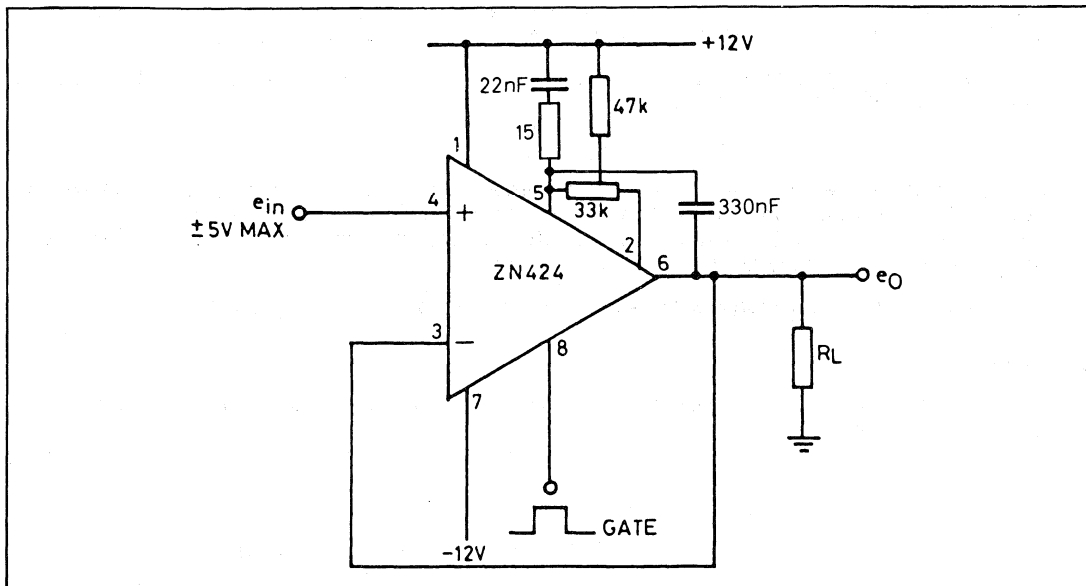 +12V
22nF
47k
15
1
5
33k
330nF
e_in
±5V MAX
4
+
2
ZN424
6
e_O
3
−
8
R_L
7
GATE
-12V